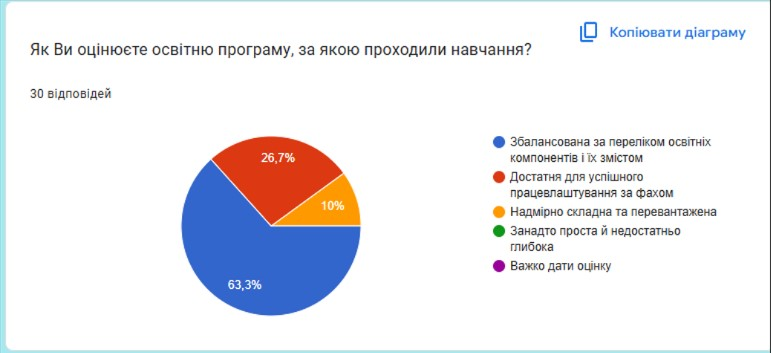 Копіювати діаграму
Як Ви оцінюєте освітню програму, за якою проходили навчання?
30 відповідей
26,7%
10%
63,3%
Збалансована за переліком освітніх
компонентів і їх змістом
Достатня для успішного
працевлаштування за фахом
Надмірно складна та перевантажена
Занадто проста й недостатньо
глибока
Важко дати оцінку